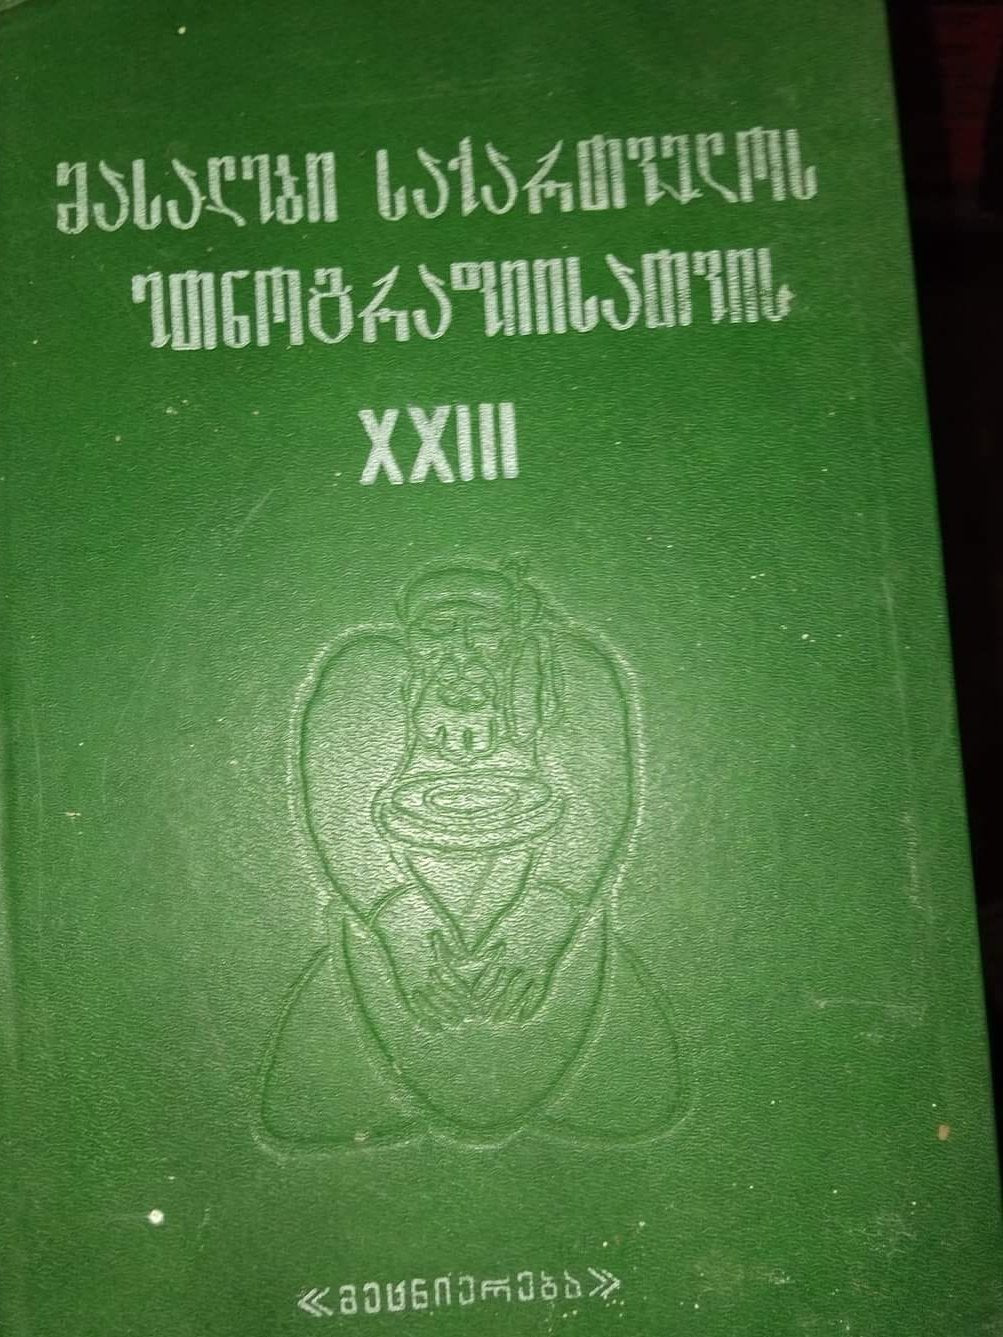 მასალები საქართველოს
ეთნოგრაფიისათვის
XXIII
«მეცნიერება»